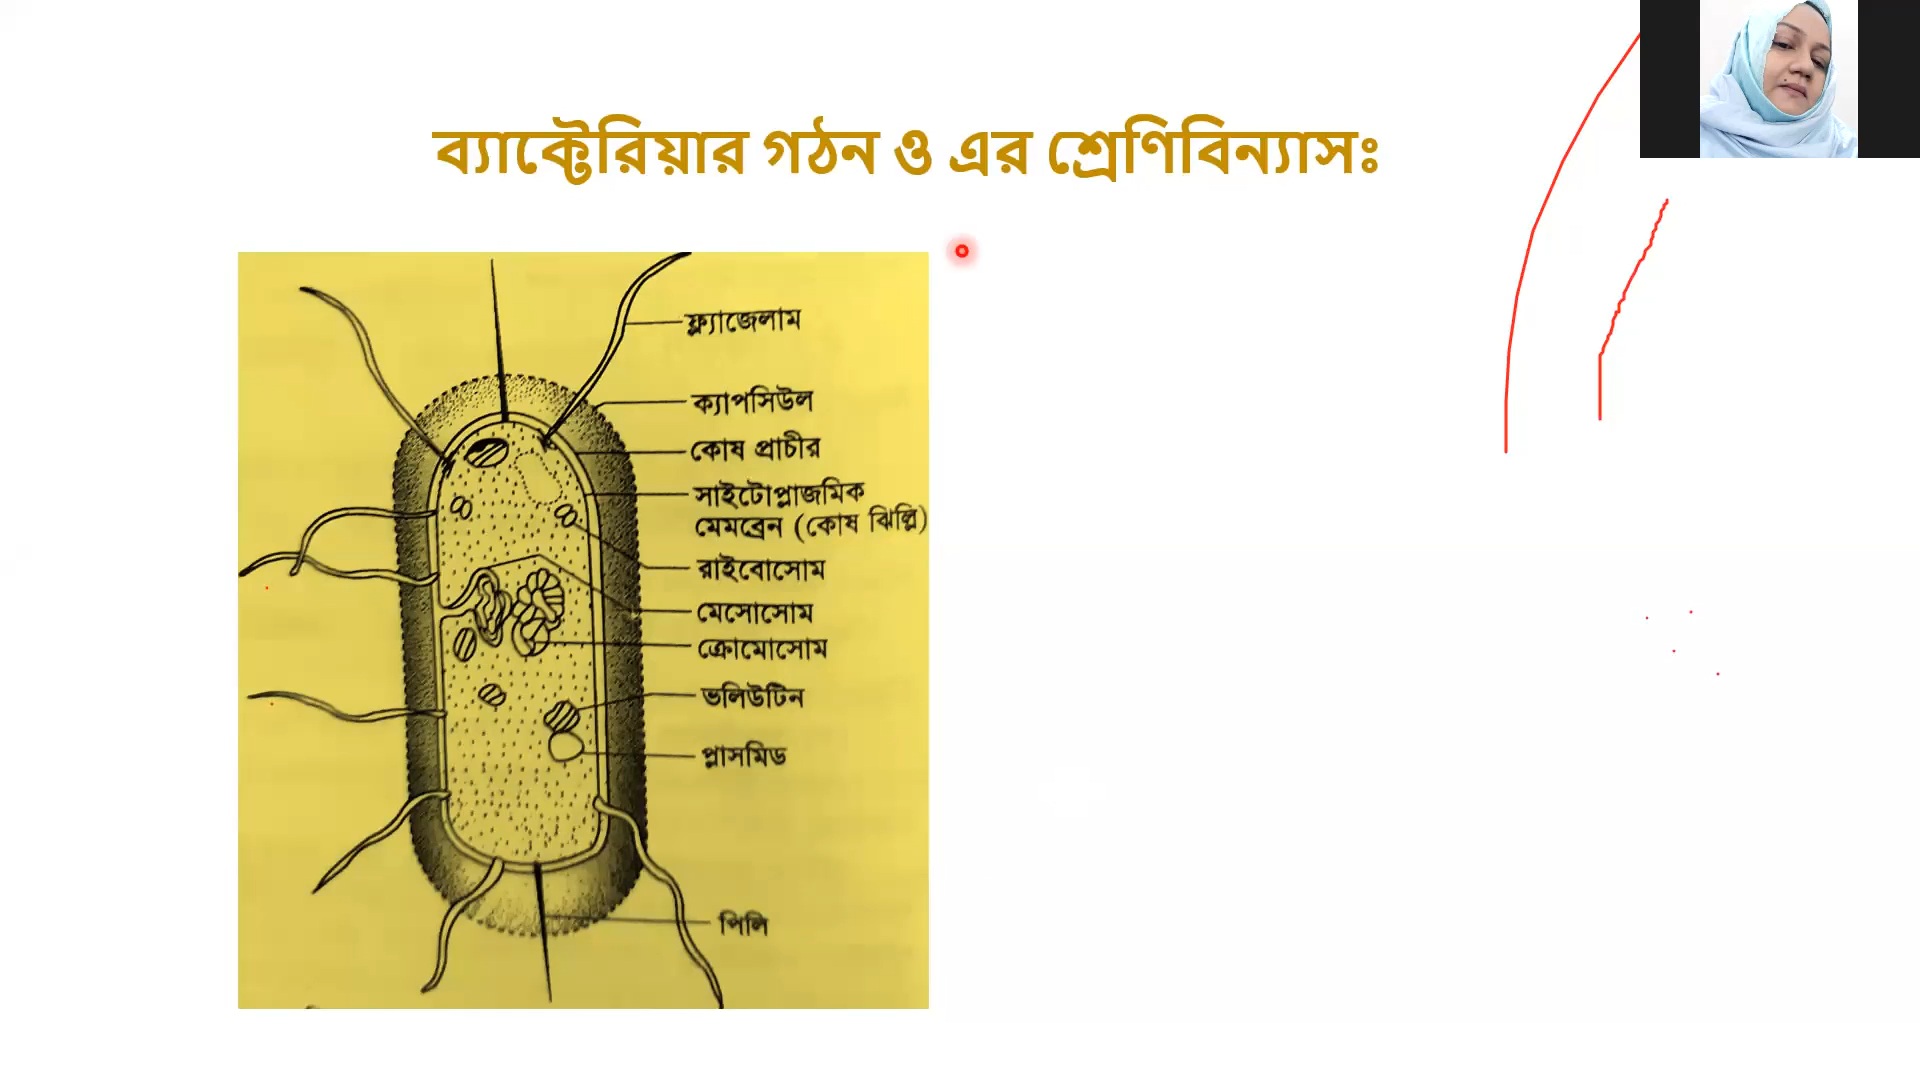 ব্যাক্টেরিয়ার গঠন ও এর শ্রেণিবিন্যাসঃ
ফ্ল্যাজেলাম
ক্যাপসিউল
কোষ প্রাচীর
সাইটোপ্লাজমিক
মেমব্রেন (কোষ ঝিল্লি)
রাইবোসোম
মেসোসোম
ক্রোমোসোম
ভলিউটিন
প্লাসমিড
পিলি